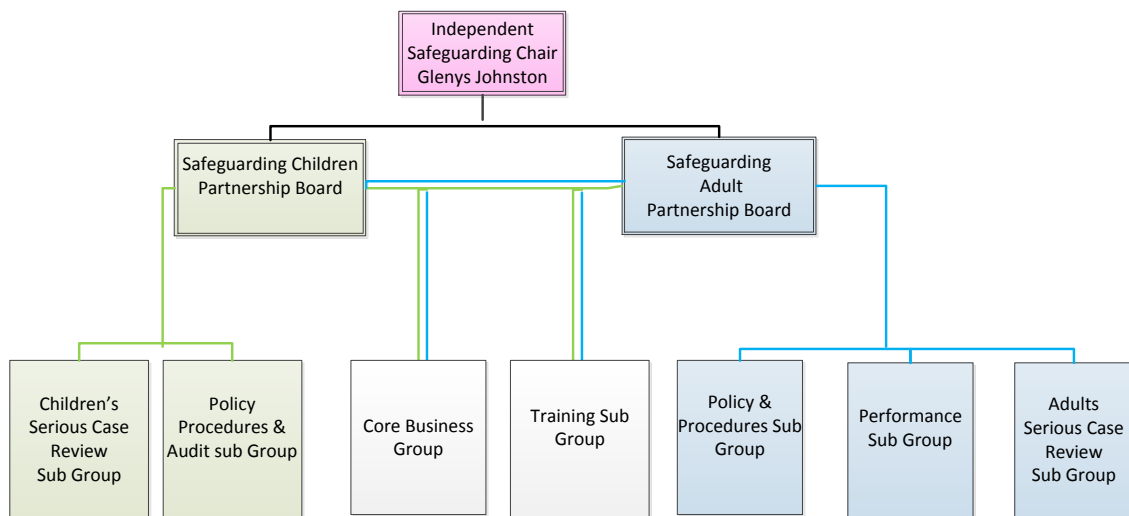 Independent
Safeguarding Chair
Glenys Johnston
Safeguarding Children
Partnership Board
Safeguarding
Adult
Partnership Board
Children's
Serious Case
Review
Sub Group
Policy
Procedures &
Audit sub Group
Core Business
Group
Training Sub
Group
Policy &
Procedures Sub
Group
Performance
Sub Group
Adults
Serious Case
Review
Sub Group